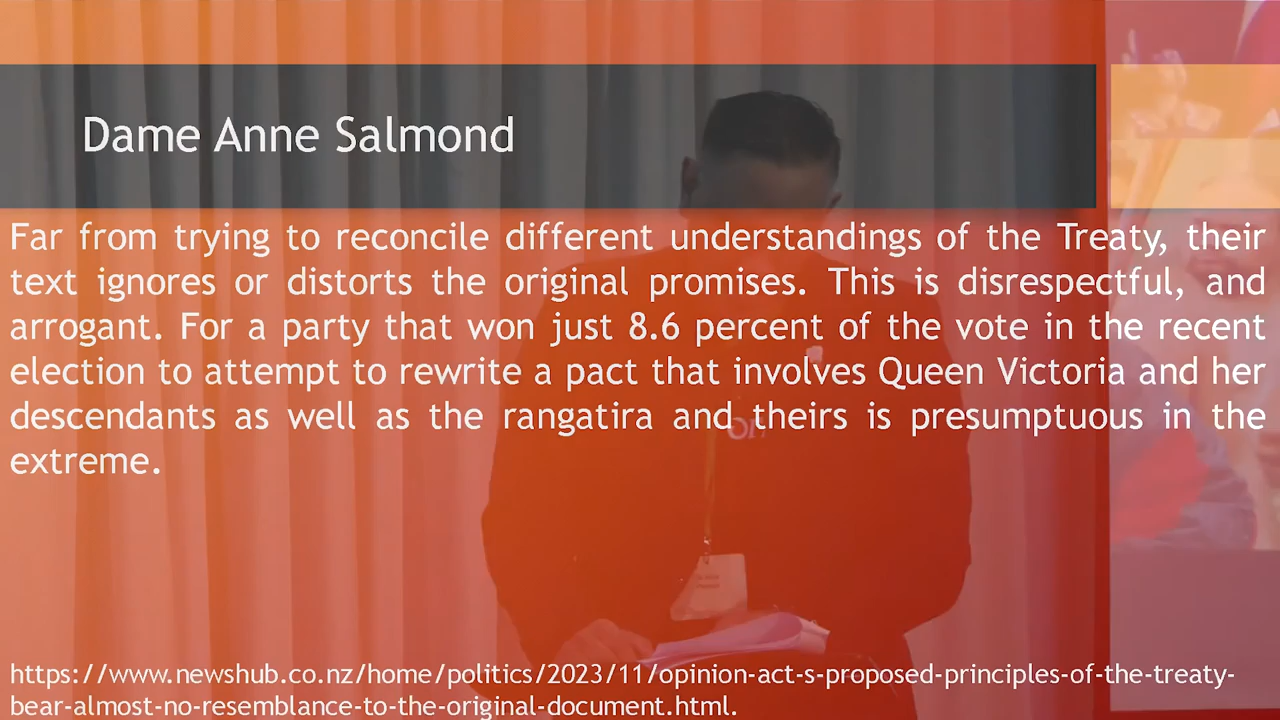 Dame Anne Salmond
Far from trying to reconcile different understandings of the Treaty, their
text ignores or distorts the original promises. This is disrespectful, and
arrogant. For a party that won just 8.6 percent of the vote in the recent
election to attempt to rewrite a pact that involves Queen Victoria and her
descendants as well as the rangatira and theirs is presumptuous in the
extreme.
https://www.newshub.co.nz/home/politics/2023/11/opinion-act-s-proposed-principles-of-the-treaty-
bear-almost-no-resemblance-to-the-original-document.html.